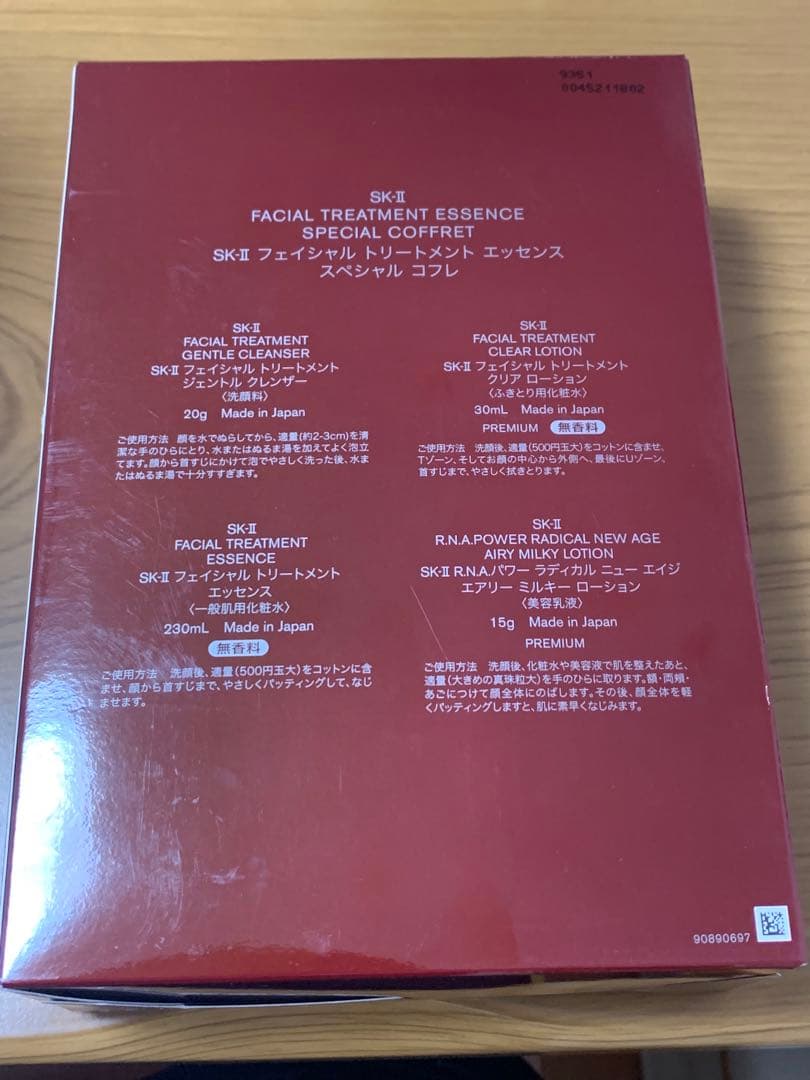 9351
0045211802
SK-II
FACIAL TREATMENT ESSENCE
SPECIAL COFFRET
SK-II フェイシャル トリートメント エッセンス
スペシャル コフレ
SK-II
FACIAL TREATMENT
GENTLE CLEANSER
SK-II フェイシャル トリートメント
ジェントル クレンザー
〈洗顔料〉
20g Made in Japan
ご使用方法 顔を水でぬらしてから、適量(約2-3cm)を清
潔な手のひらにとり、水またはぬるま湯を加えてよく泡立
てます。顔から首すじにかけて泡でやさしく洗った後、水ま
たはぬるま湯で十分すすぎます。
SK-II
FACIAL TREATMENT
CLEAR LOTION
SK-II フェイシャル トリートメント
クリア ローション
〈ふきとり用化粧水〉
30mL Made in Japan
PREMIUM 無香料
ご使用方法 洗顔後、適量(500円玉大)をコットンに含ませ、
Tゾーン、そしてお顔の中心から外側へ、最後にUゾーン、
首すじまで、やさしく拭きとります。
SK-II
FACIAL TREATMENT
ESSENCE
SK-II フェイシャル トリートメント
エッセンス
〈一般肌用化粧水〉
230mL Made in Japan
無香料
ご使用方法 洗顔後、適量(500円玉大)をコットンに含
ませ、顔から首すじまで、やさしくパッティングして、なじ
ませます。
SK-II
R.N.A.POWER RADICAL NEW AGE
AIRY MILKY LOTION
SK-II R.N.A.パワー ラディカル ニュー エイジ
エアリー ミルキー ローション
〈美容乳液〉
15g Made in Japan
PREMIUM
ご使用方法 洗顔後、化粧水や美容液で肌を整えたあと、
適量(大きめの真珠粒大)を手のひらに取ります。額・両頬・
あごにつけて顔全体にのばします。その後、顔全体を軽
くパッティングしますと、肌に素早くなじみます。
90890697